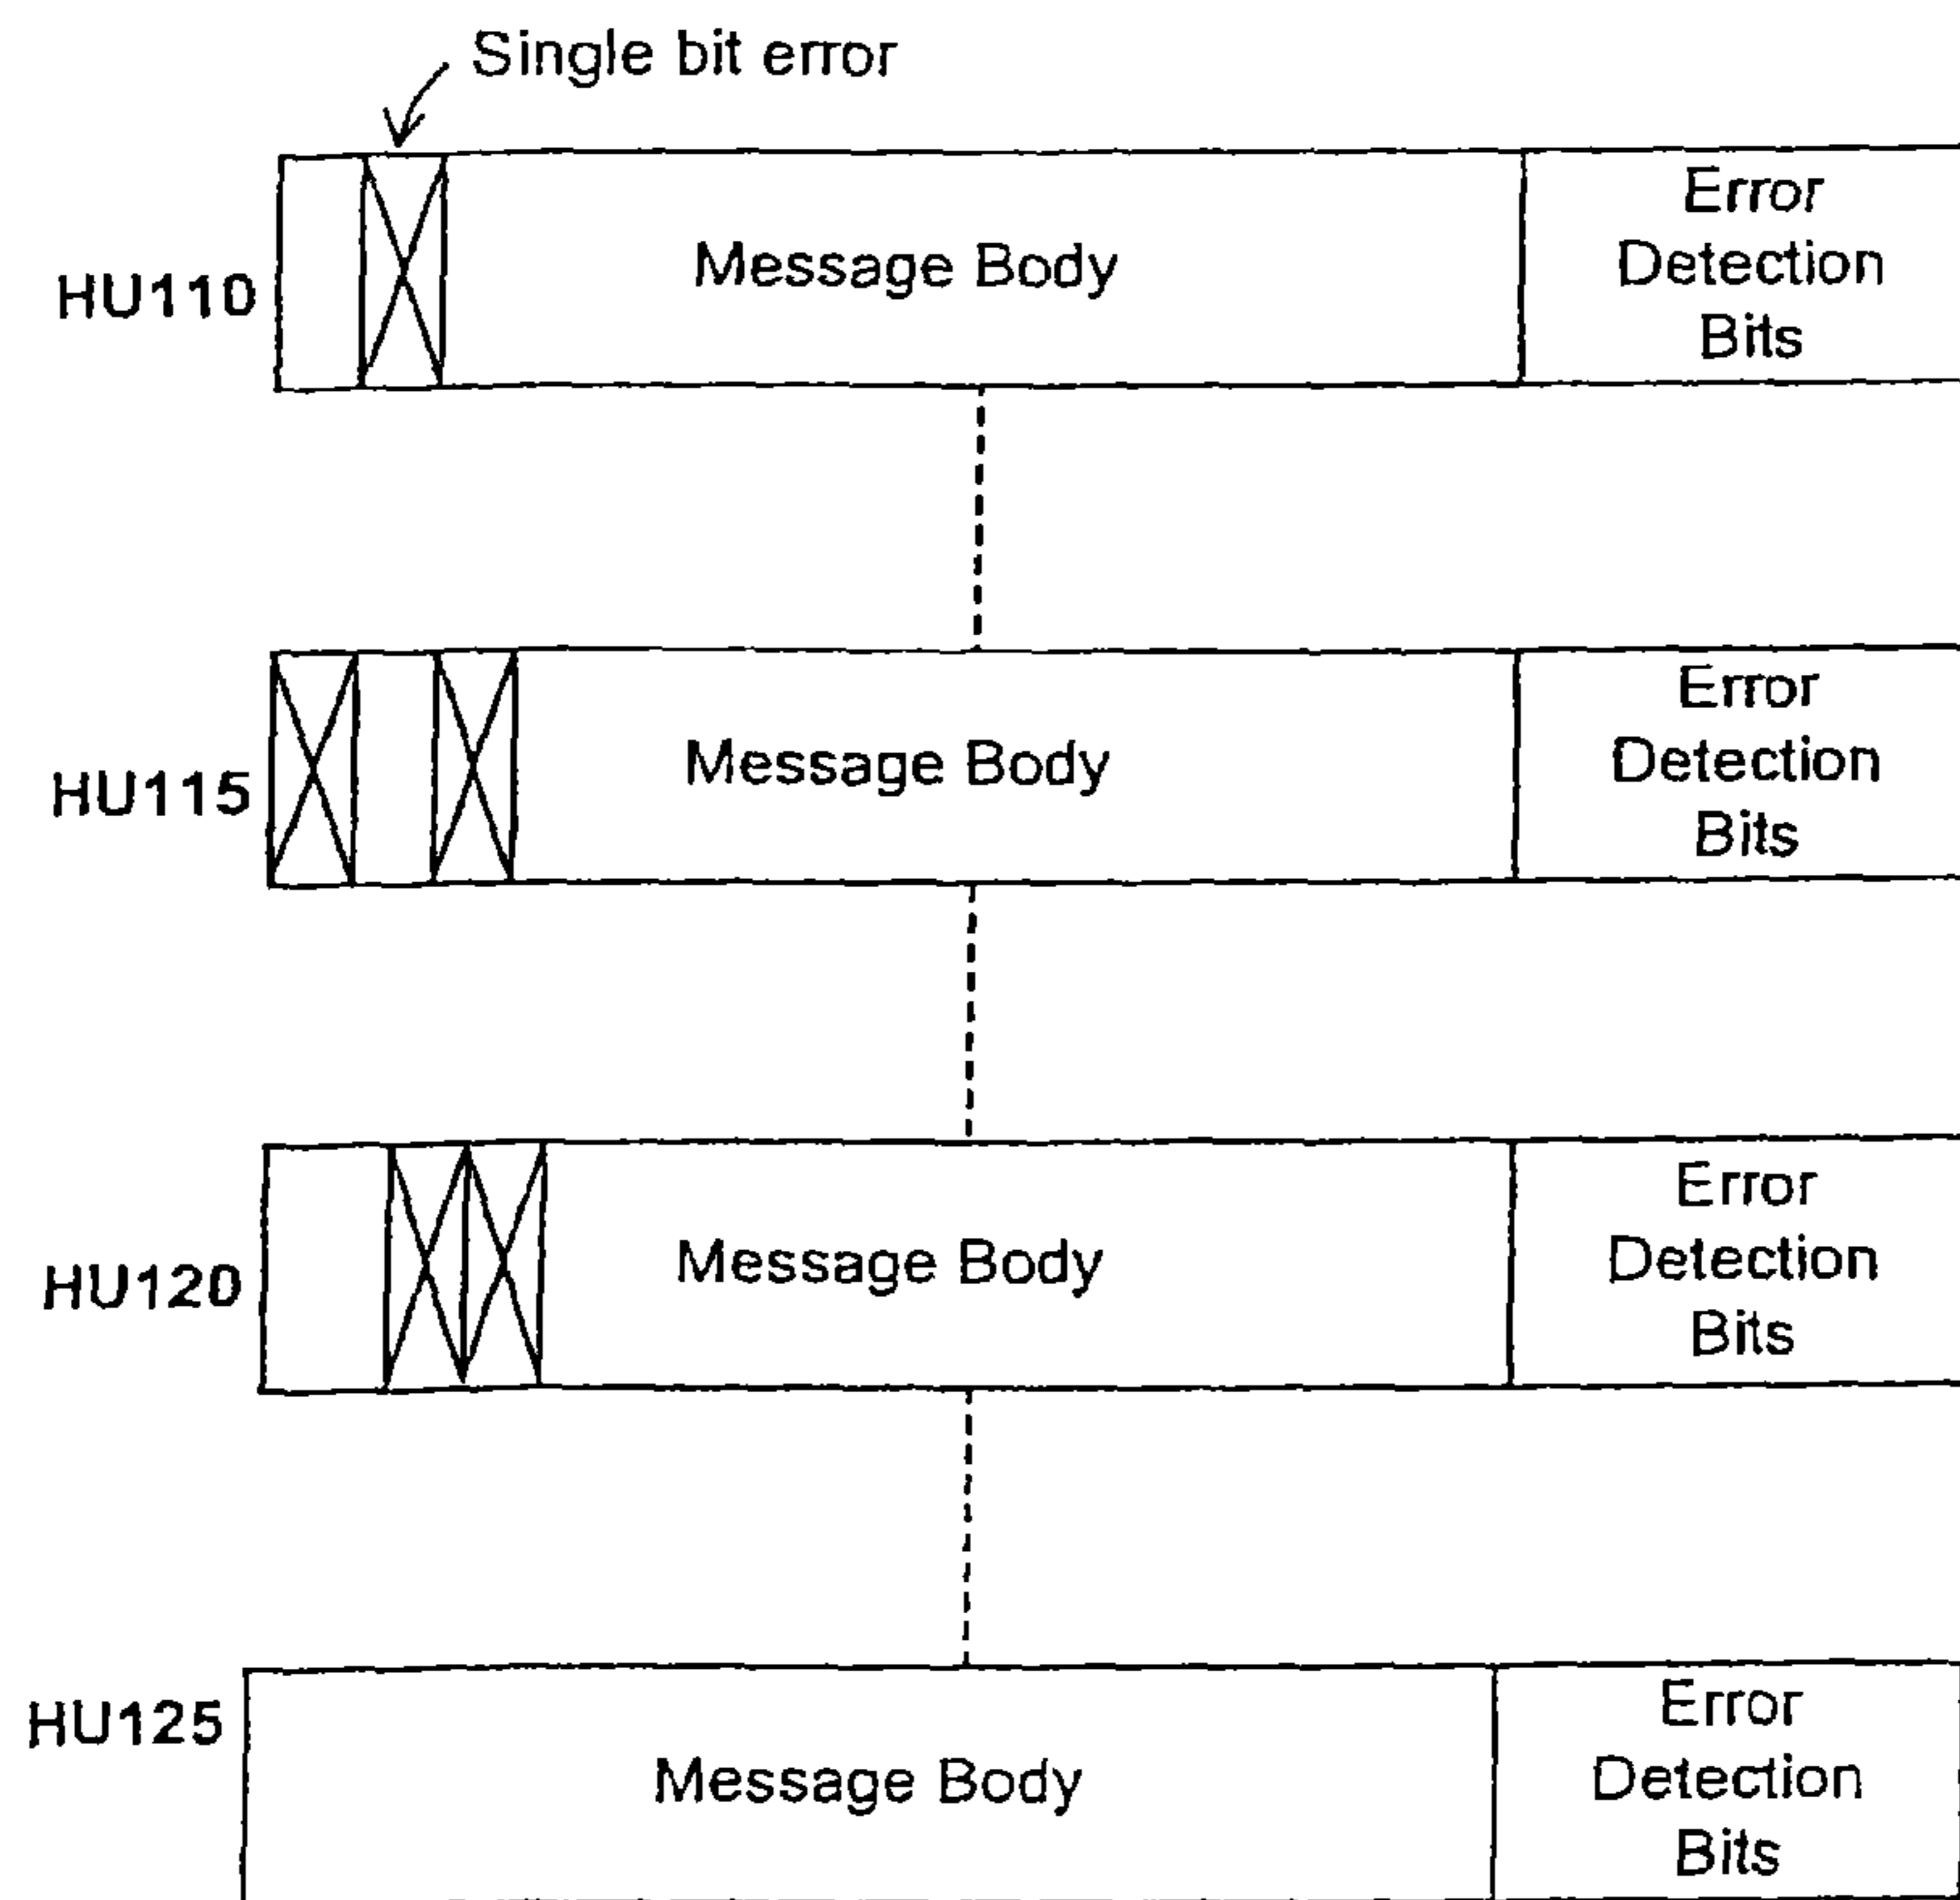 Single bit error
HU110
Message Body
Error
Detection
Bits
HU115
Message Body
Error
Detection
Bits
HU120
Message Body
Error
Detection
Bits
HU125
Message Body
Error
Detection
Bits